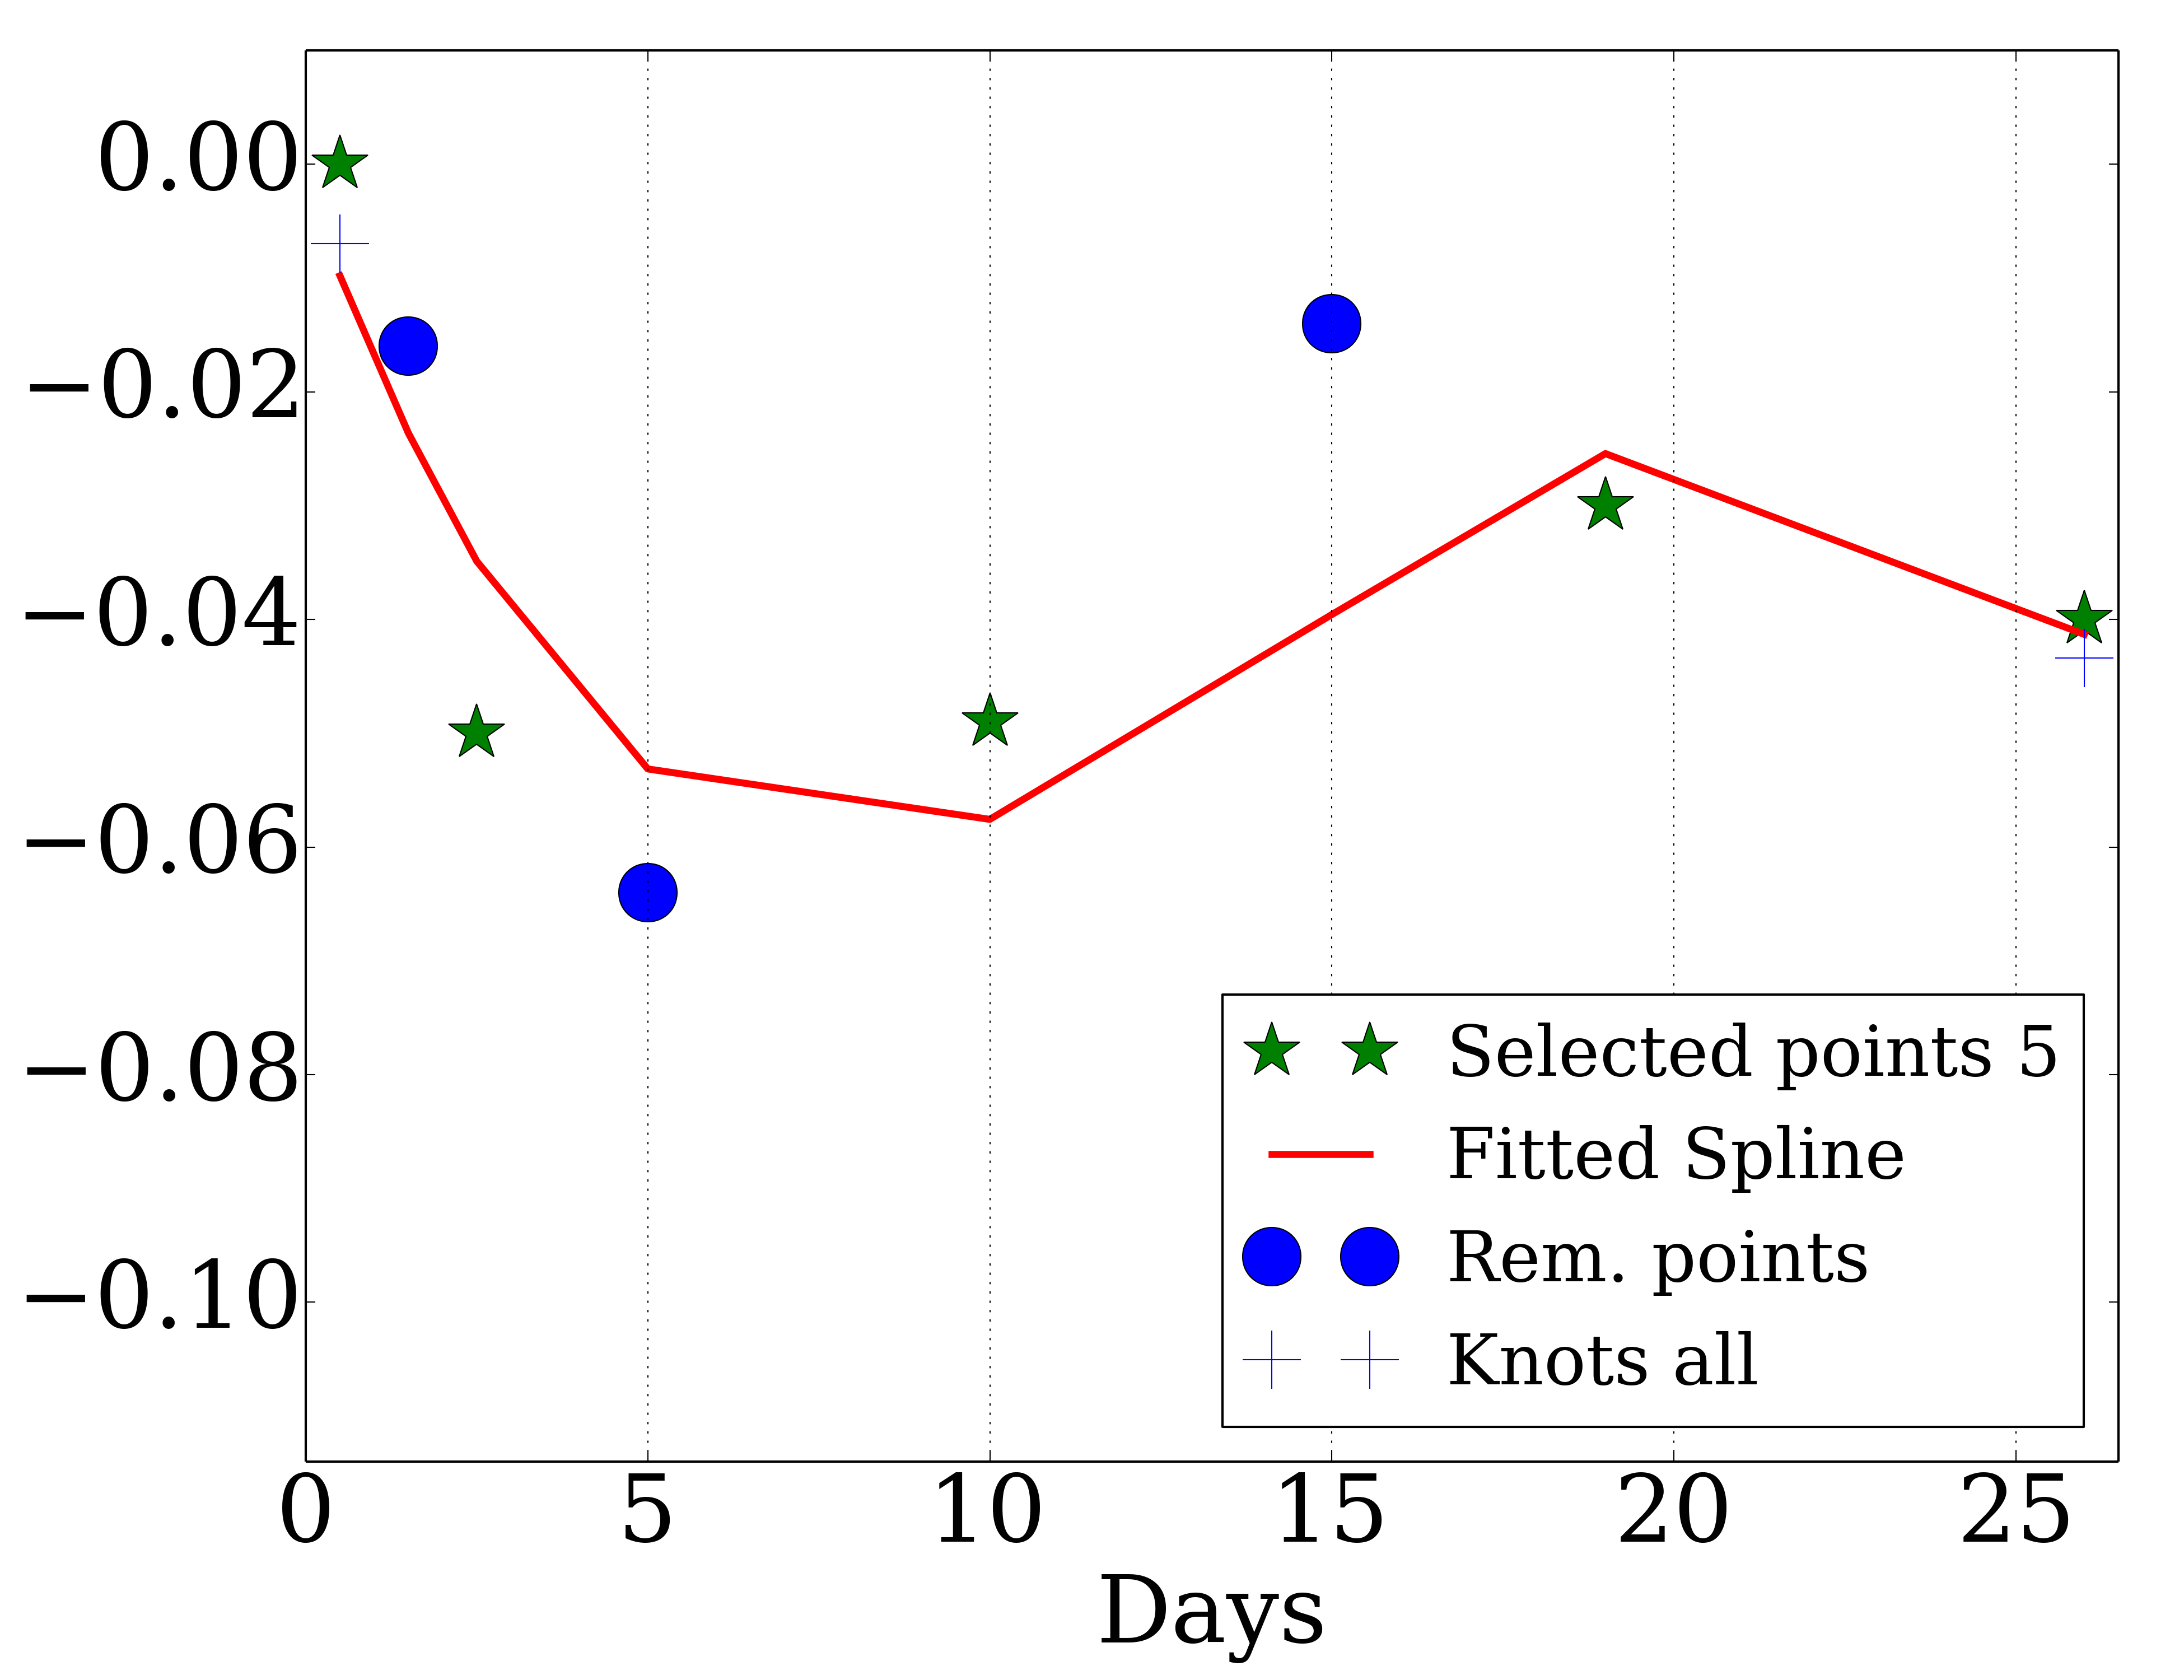 0.00
−0.02
−0.04
−0.06
−0.08
−0.10
Selected points 5
Fitted Spline
Rem. points
Knots all
0 5 10 15 20 25
Days